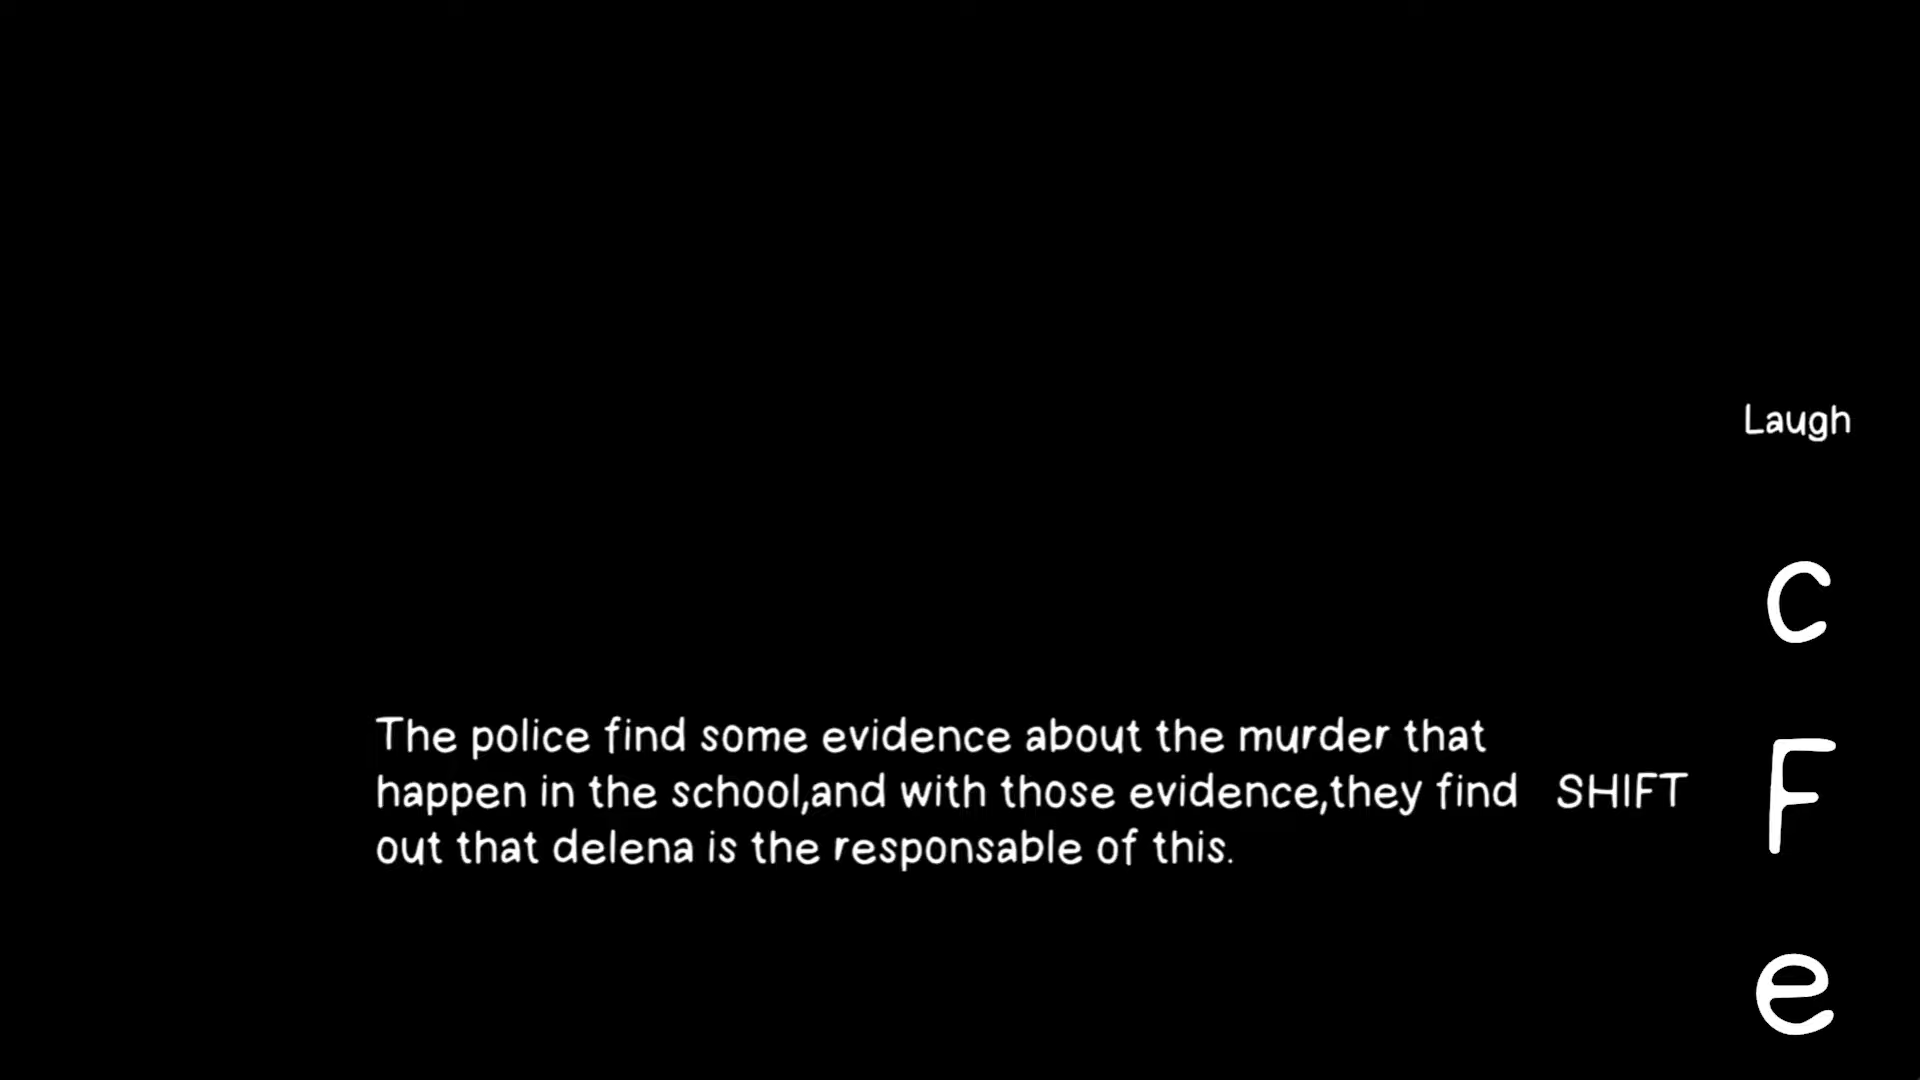 Laugh
C
The police find some evidence about the murder that
happen in the school,and with those evidence,they find
out that delena is the responsable of this.
SHIFT
F
e